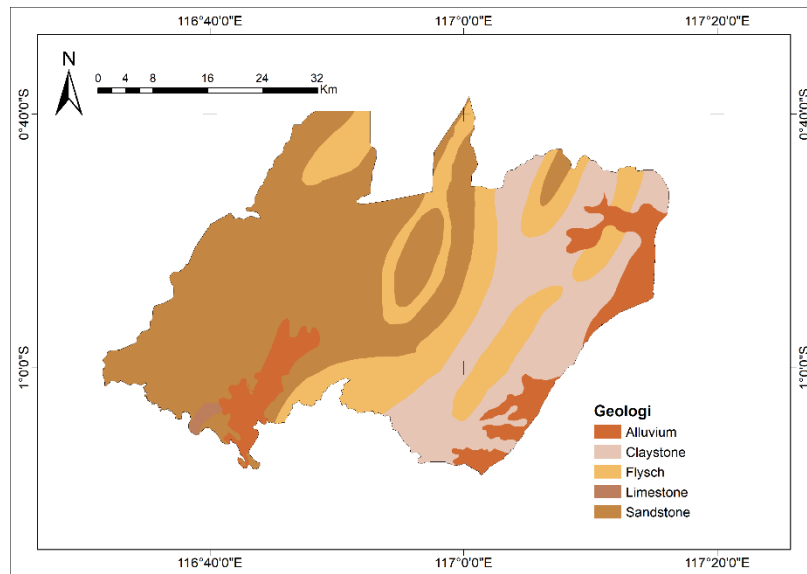 116°40'0"E 117°0'0"E 117°20'0"E
N
0 4 8 16 24 32
Km
0°40'0"S 0°40'0"S
1°0'0"S 1°0'0"S
Geologi
Alluvium
Claystone
Flysch
Limestone
Sandstone
116°40'0"E 117°0'0"E 117°20'0"E